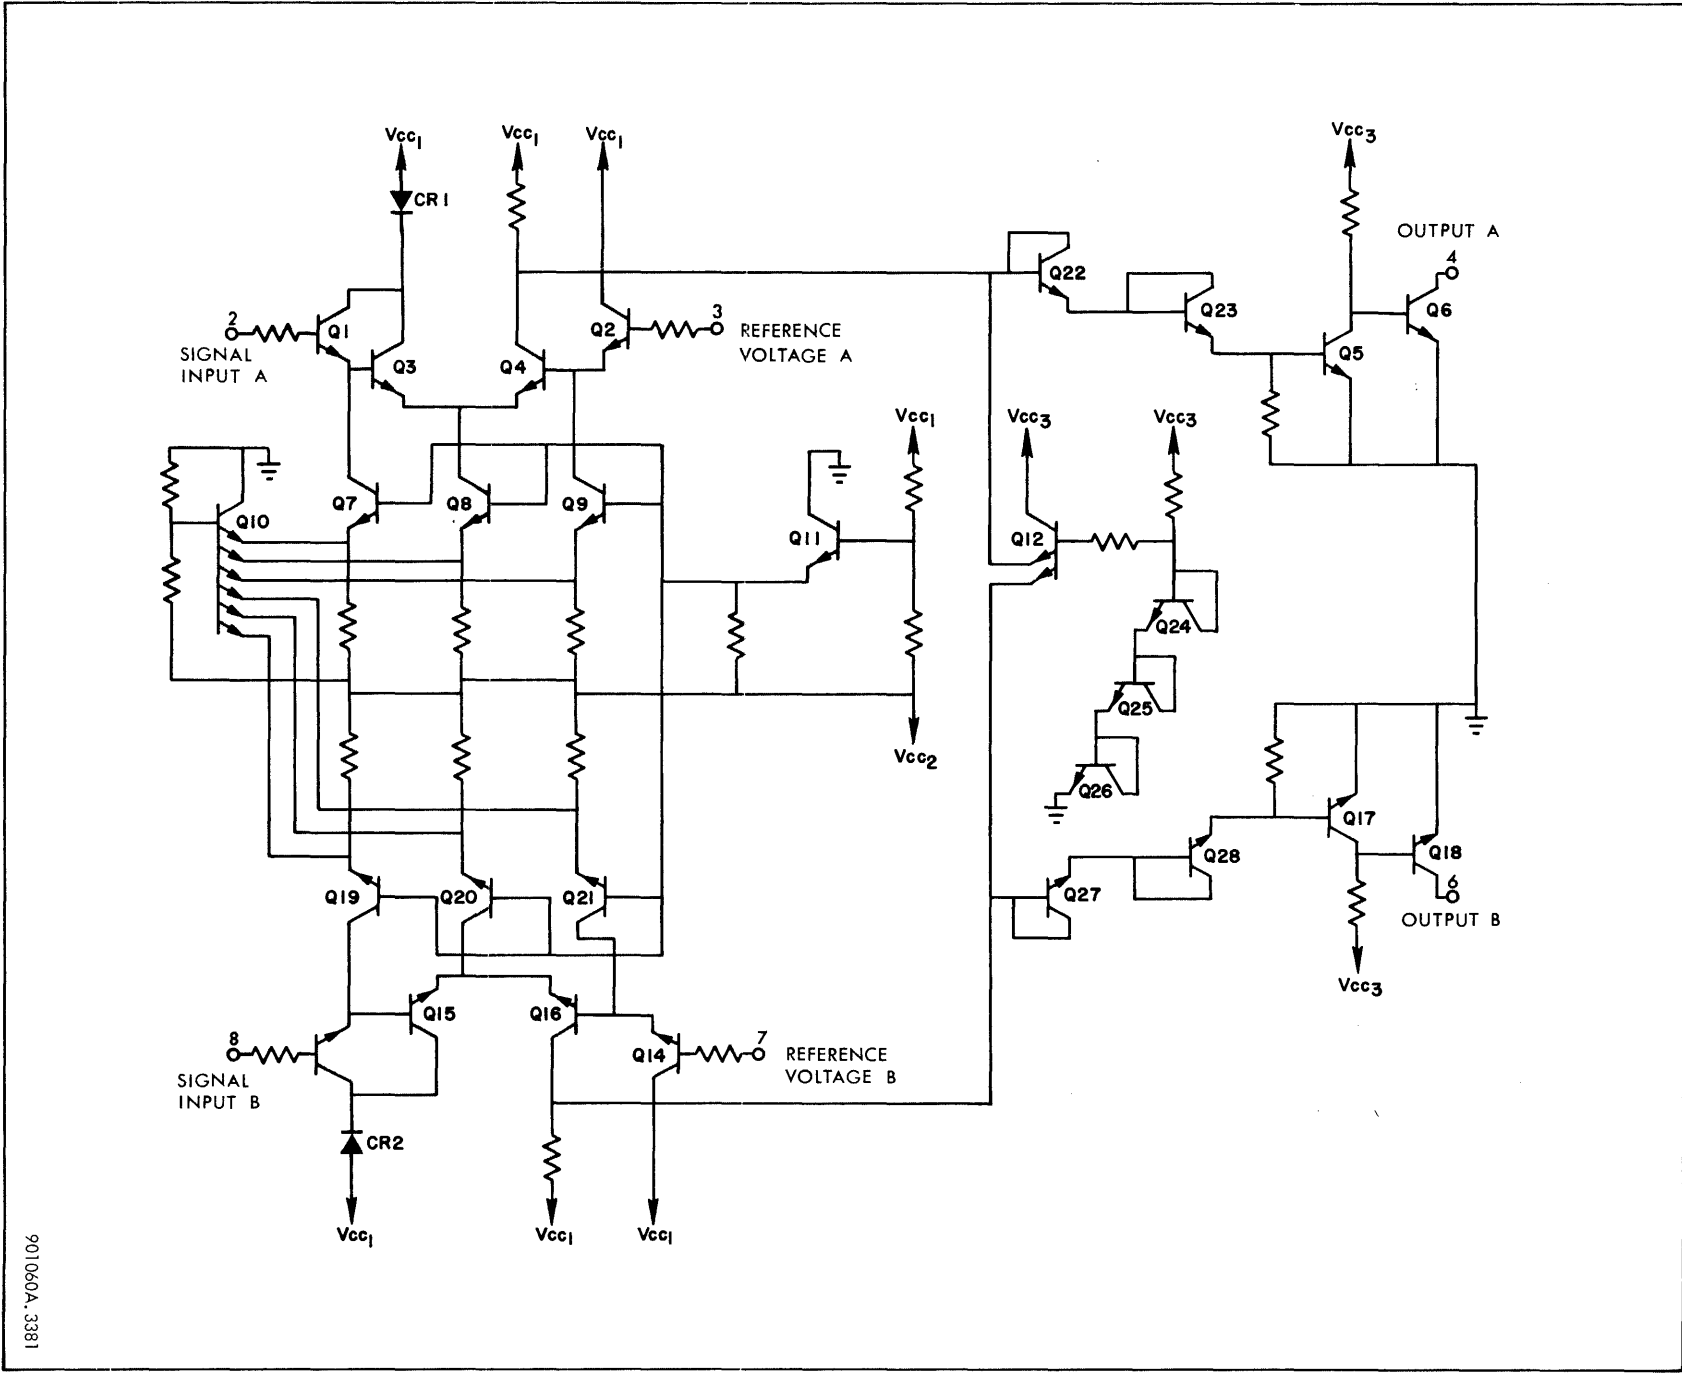 Vcc1
Vcc1
Vcc1
Vcc3
CR1
OUTPUT A
4
Q22
Q23
Q6
2
Q1
Q2
3
REFERENCE
VOLTAGE A
SIGNAL
INPUT A
Q3
Q4
Q5
Vcc1
Vcc3
Vcc3
Q7
Q8
Q9
Q10
Q11
Q12
Q24
Q25
Vcc2
Q26
Q17
Q28
Q18
Q19
Q20
Q21
Q27
6
OUTPUT B
Vcc3
Q15
Q16
8
Q14
7
REFERENCE
VOLTAGE B
SIGNAL
INPUT B
CR2
Vcc1
Vcc1
Vcc1
901060A.3381